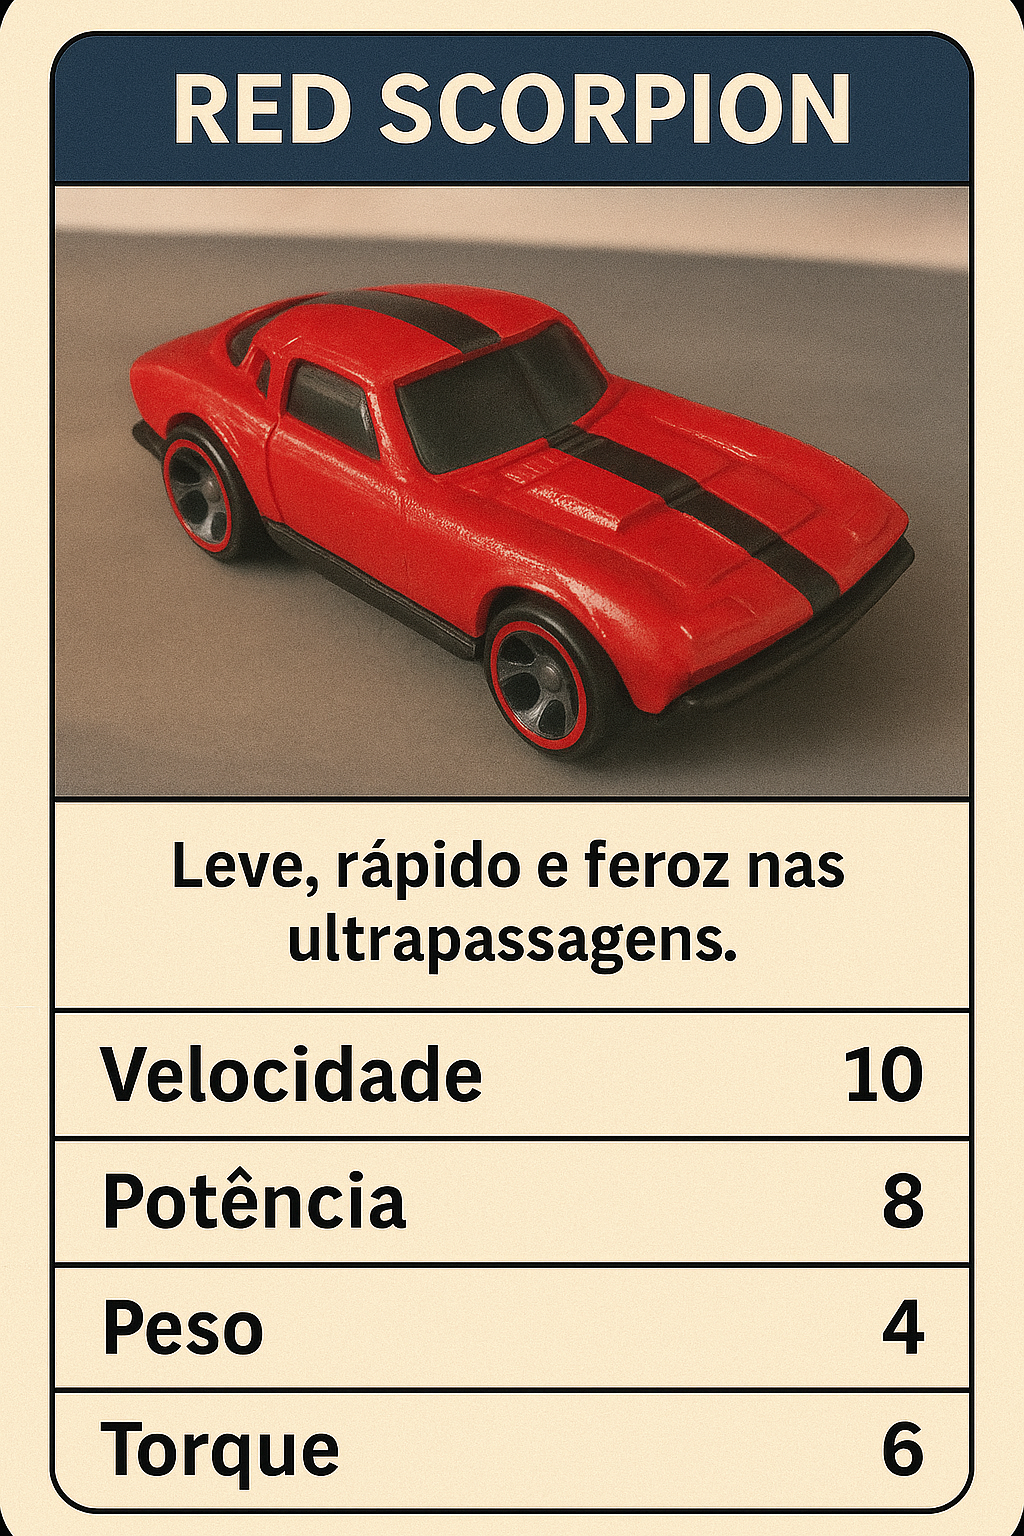 RED SCORPION
Leve, rápido e feroz nas
ultrapassagens.
Velocidade 10
Potência 8
Peso 4
Torque 6